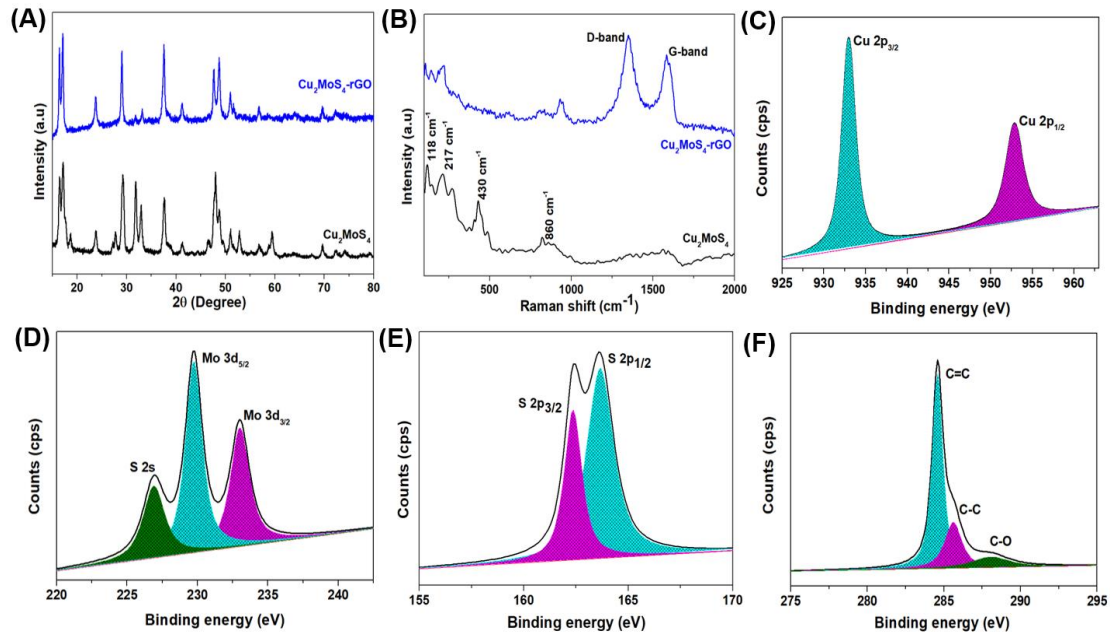 (A)
Intensity (a.u)
Cu₂MoS₄-rGO
Cu₂MoS₄
20 30 40 50 60 70 80
2θ (Degree)
(B)
Intensity (a.u)
D-band
G-band
Cu₂MoS₄-rGO
118 cm⁻¹
217 cm⁻¹
430 cm⁻¹
860 cm⁻¹
Cu₂MoS₄
500 1000 1500 2000
Raman shift (cm⁻¹)
(C)
Counts (cps)
Cu 2p₃/₂
Cu 2p₁/₂
925 930 935 940 945 950 955 960
Binding energy (eV)
(D)
Counts (cps)
Mo 3d₅/₂
Mo 3d₃/₂
S 2s
220 225 230 235 240
Binding energy (eV)
(E)
Counts (cps)
S 2p₁/₂
S 2p₃/₂
155 160 165 170
Binding energy (eV)
(F)
Counts (cps)
C=C
C-C
C-O
275 280 285 290 295
Binding energy (eV)